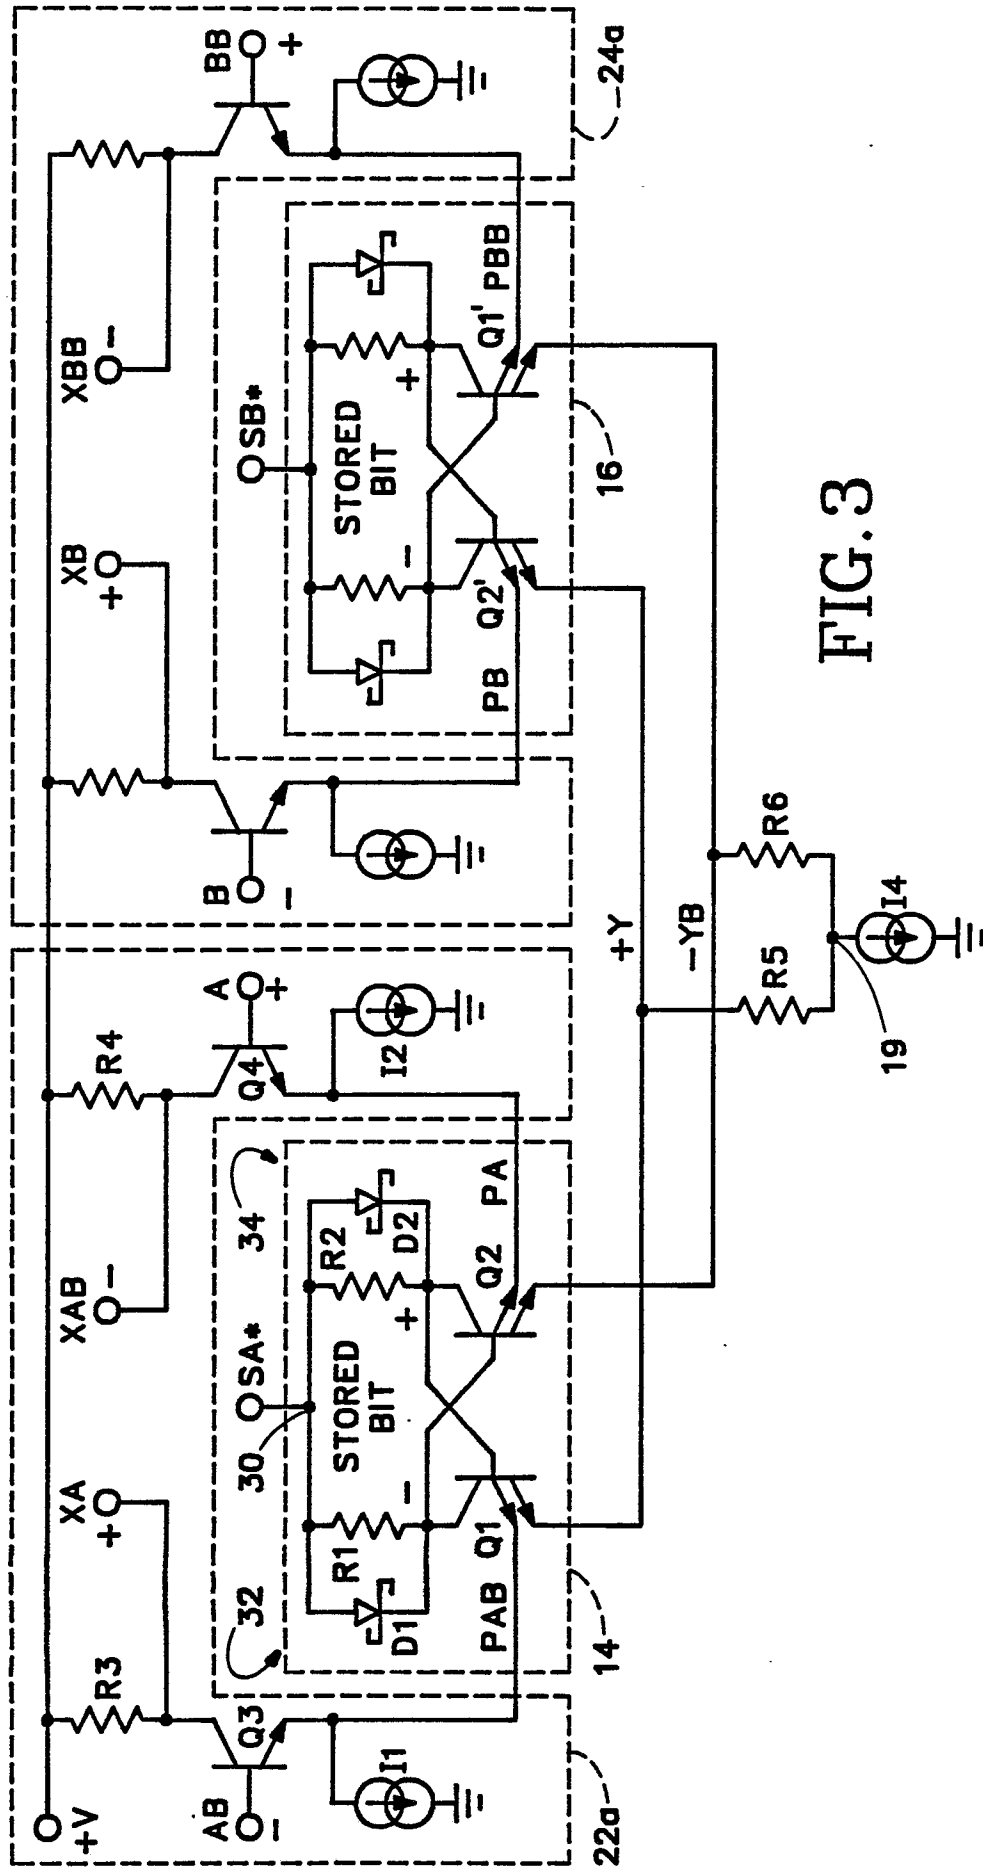 +V
R3
XA
+
XAB
-
R4
XB
+
XBB
-
AB
-
Q3
32
30
SA*
34
Q4
A
+
B
-
SB*
BB
+
I1
D1
R1
-
STORED
BIT
+
R2
D2
I2
-
STORED
BIT
+
PAB
Q1
Q2
PA
PB
Q2'
Q1'
PBB
22a
14
16
24a
+Y
-YB
R5
R6
19
I4
FIG. 3